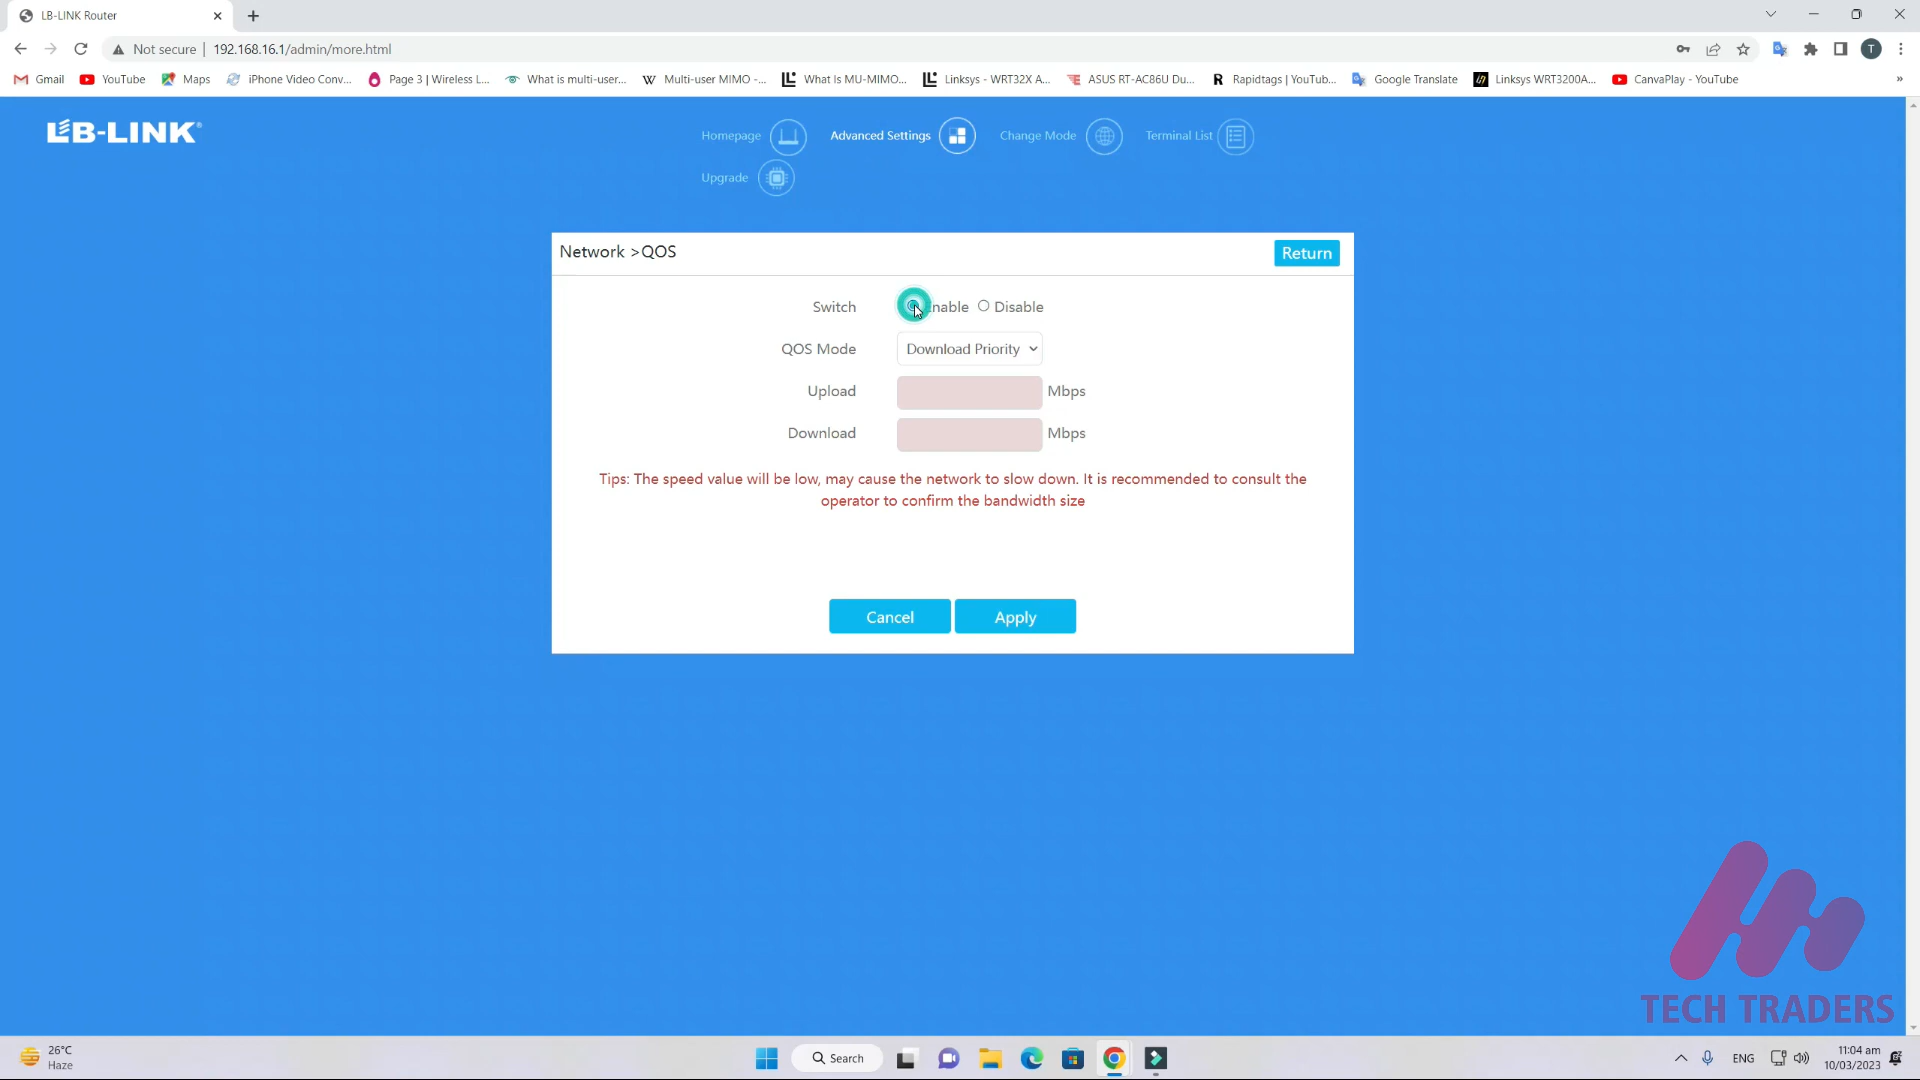 LB-LINK Router
Not secure
192.168.16.1/admin/more.html
T
Gmail
YouTube
Maps
iPhone Video Conv...
Page 3 | Wireless L...
What is multi-user...
Multi-user MIMO -...
What Is MU-MIMO...
Linksys - WRT32X A...
ASUS RT-AC86U Du...
Rapidtags | YouTub...
Google Translate
Linksys WRT3200A...
CanvaPlay - YouTube
»
LB-LINK®
Homepage
Advanced Settings
Change Mode
Terminal List
Upgrade
Network >QOS
Return
Switch
Disable
QOS Mode
Download Priority
Upload
Mbps
Download
Mbps
Tips: The speed value will be low, may cause the network to slow down. It is recommended to consult the
operator to confirm the bandwidth size
Cancel
Apply
TECH TRADERS
26°C
Haze
Search
ENG
11:04 am
10/03/2023